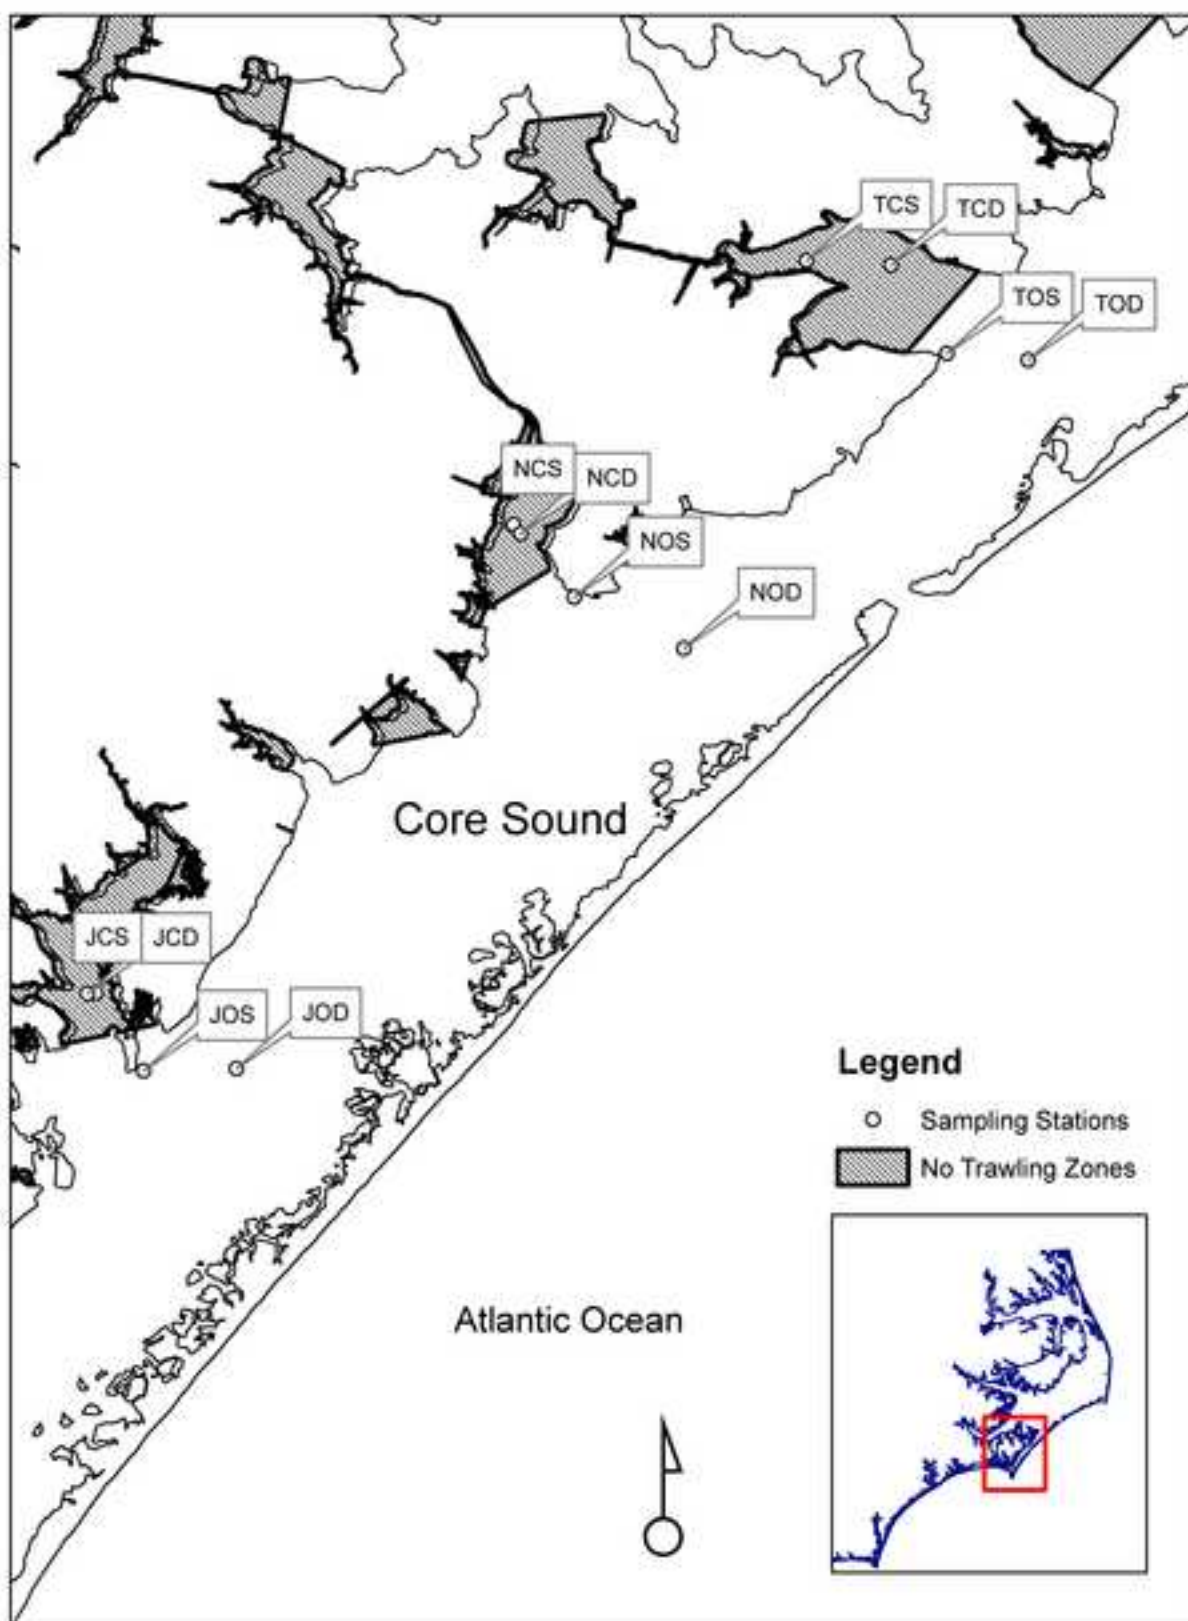 TCS
TCD
TOS
TOD
NCS
NCD
NOS
NOD
Core Sound
JCS
JCD
JOS
JOD
Legend
Sampling Stations
No Trawling Zones
Atlantic Ocean